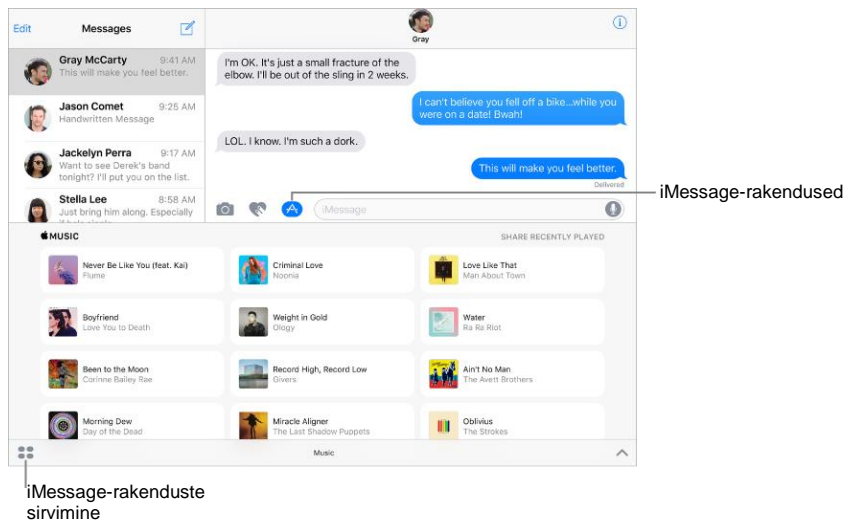 Edit
Messages
Gray
Gray McCarty 9:41 AM
This will make you feel better.
Jason Comet 9:25 AM
Handwritten Message
Jackelyn Perra 9:17 AM
Want to see Derek's band
tonight? I'll put you on the list.
Stella Lee 8:58 AM
Just bring him along. Especially
I'm OK. It's just a small fracture of the
elbow. I'll be out of the sling in 2 weeks.
I can't believe you fell off a bike...while you
were on a date! Bwah!
LOL. I know. I'm such a dork.
This will make you feel better.
Delivered
iMessage
iMessage-rakendused
MUSIC
SHARE RECENTLY PLAYED
Never Be Like You (feat. Kai)
Flume
Criminal Love
Noonia
Love Like That
Man About Town
Boyfriend
Love You to Death
Weight in Gold
Ology
Water
Ra Ra Riot
Been to the Moon
Corinne Bailey Rae
Record High, Record Low
Givers
Ain't No Man
The Avett Brothers
Morning Dew
Day of the Dead
Miracle Aligner
The Last Shadow Puppets
Oblivius
The Strokes
Music
iMessage-rakenduste
sirvimine